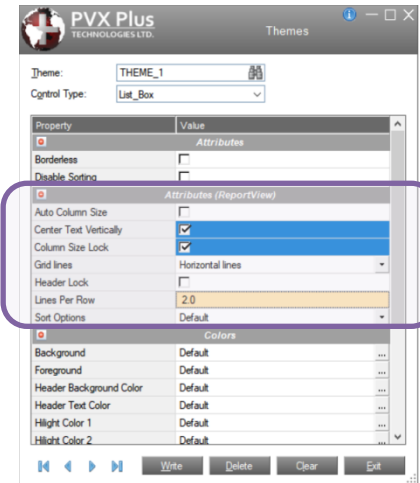 PVX Plus
TECHNOLOGIES LTD.
Themes
Theme: THEME_1
Control Type: List_Box
Property Value
Attributes
Borderless
Disable Sorting
Attributes (ReportView)
Auto Column Size
Center Text Vertically
Column Size Lock
Grid lines Horizontal lines
Header Lock
Lines Per Row 2.0
Sort Options Default
Colors
Background Default ...
Foreground Default ...
Header Background Color Default ...
Header Text Color Default ...
Hilight Color 1 Default ...
Hilight Color 2 Default ...
Write Delete Clear Exit